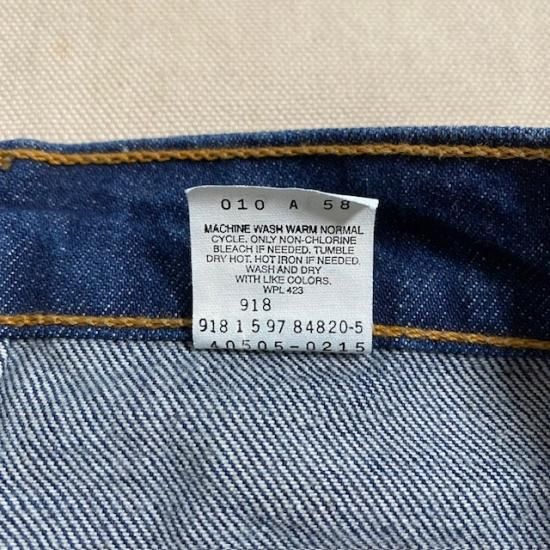 010 A 58
MACHINE WASH WARM NORMAL
CYCLE. ONLY NON-CHLORINE
BLEACH IF NEEDED. TUMBLE
DRY HOT. HOT IRON IF NEEDED.
WASH AND DRY
WITH LIKE COLORS.
WPL 423
918
918 1 5 97 84820-5
40505-0215